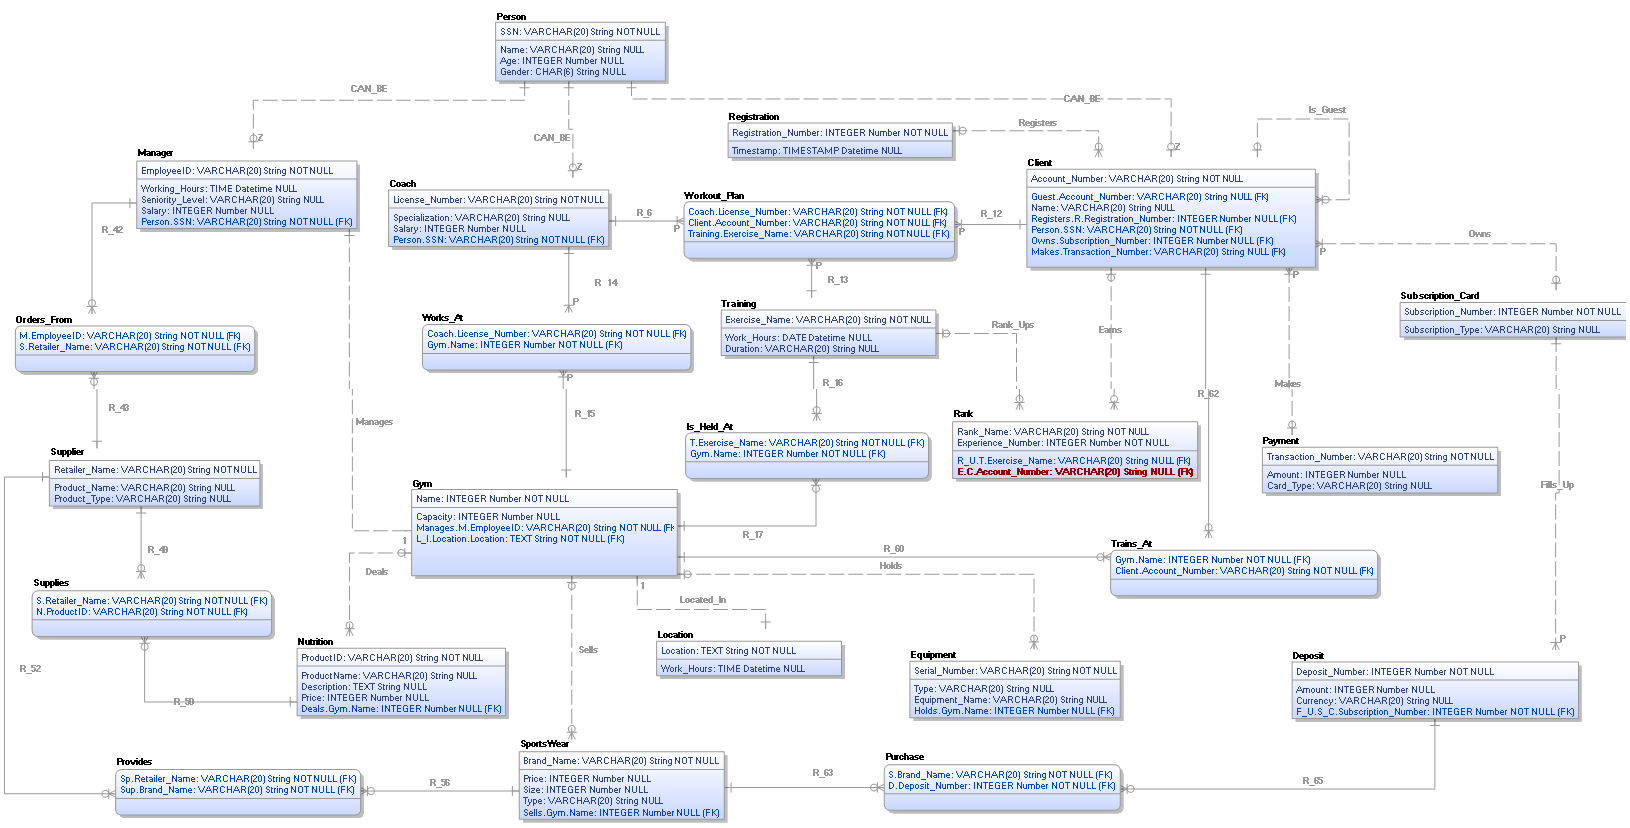 Person
SSN: VARCHAR(20) String NOT NULL
Name: VARCHAR(20) String NULL
Age: INTEGER Number NULL
Gender: CHAR(6) String NULL
CAN_BE
CAN_BE
CAN_BE
Z
Z
Z
Is_Guest
Registration
Registration_Number: INTEGER Number NOT NULL
Timestamp: TIMESTAMP Datetime NULL
Registers
Manager
EmployeeID: VARCHAR(20) String NOT NULL
Working_Hours: TIME Datetime NULL
Seniority_Level: VARCHAR(20) String NULL
Salary: INTEGER Number NULL
Person.SSN: VARCHAR(20) String NOT NULL (FK)
Coach
License_Number: VARCHAR(20) String NOT NULL
Specialization: VARCHAR(20) String NULL
Salary: INTEGER Number NULL
Person.SSN: VARCHAR(20) String NOT NULL (FK)
R_6
P
Workout_Plan
Coach.License_Number: VARCHAR(20) String NOT NULL (FK)
Client.Account_Number: VARCHAR(20) String NOT NULL (FK)
Training.Exercise_Name: VARCHAR(20) String NOT NULL (FK)
R_12
P
Client
Account_Number: VARCHAR(20) String NOT NULL
Guest.Account_Number: VARCHAR(20) String NULL (FK)
Name: VARCHAR(20) String NULL
Registers.R.Registration_Number: INTEGER Number NULL (FK)
Person.SSN: VARCHAR(20) String NOT NULL (FK)
Owns.Subscription_Number: INTEGER Number NULL (FK)
Makes.Transaction_Number: VARCHAR(20) String NULL (FK)
Owns
P
P
R_42
R_14
P
R_13
P
Orders_From
M.EmployeeID: VARCHAR(20) String NOT NULL (FK)
S.Retailer_Name: VARCHAR(20) String NOT NULL (FK)
Works_At
Coach.License_Number: VARCHAR(20) String NOT NULL (FK)
Gym.Name: INTEGER Number NOT NULL (FK)
P
Training
Exercise_Name: VARCHAR(20) String NOT NULL
Work_Hours: DATE Datetime NULL
Duration: VARCHAR(20) String NULL
Rank_Ups
Earns
Subscription_Card
Subscription_Number: INTEGER Number NOT NULL
Subscription_Type: VARCHAR(20) String NULL
R_43
Manages
R_15
R_16
R_62
Makes
Rank
Rank_Name: VARCHAR(20) String NOT NULL
Experience_Number: INTEGER Number NOT NULL
R_U.T.Exercise_Name: VARCHAR(20) String NULL (FK)
E.C.Account_Number: VARCHAR(20) String NULL (FK)
Is_Held_At
T.Exercise_Name: VARCHAR(20) String NOT NULL (FK)
Gym.Name: INTEGER Number NOT NULL (FK)
Payment
Transaction_Number: VARCHAR(20) String NOT NULL
Amount: INTEGER Number NULL
Card_Type: VARCHAR(20) String NULL
Fills_Up
Supplier
Retailer_Name: VARCHAR(20) String NOT NULL
Product_Name: VARCHAR(20) String NULL
Product_Type: VARCHAR(20) String NULL
Gym
Name: INTEGER Number NOT NULL
Capacity: INTEGER Number NULL
Manages.M.EmployeeID: VARCHAR(20) String NOT NULL (FK
L_I.Location.Location: TEXT String NOT NULL (FK)
1
1
R_17
R_60
Holds
Trains_At
Gym.Name: INTEGER Number NOT NULL (FK)
Client.Account_Number: VARCHAR(20) String NOT NULL (FK)
R_49
Deals
Supplies
S.Retailer_Name: VARCHAR(20) String NOT NULL (FK)
N.ProductID: VARCHAR(20) String NOT NULL (FK)
Located_In
Sells
Nutrition
ProductID: VARCHAR(20) String NOT NULL
ProductName: VARCHAR(20) String NULL
Description: TEXT String NULL
Price: INTEGER Number NULL
Deals.Gym.Name: INTEGER Number NULL (FK)
Location
Location: TEXT String NOT NULL
Work_Hours: TIME Datetime NULL
Equipment
Serial_Number: VARCHAR(20) String NOT NULL
Type: VARCHAR(20) String NULL
Equipment_Name: VARCHAR(20) String NULL
Holds.Gym.Name: INTEGER Number NULL (FK)
P
Deposit
Deposit_Number: INTEGER Number NOT NULL
Amount: INTEGER Number NULL
Currency: VARCHAR(20) String NULL
F_U.S_C.Subscription_Number: INTEGER Number NOT NULL (FK)
R_52
R_50
Provides
Sp.Retailer_Name: VARCHAR(20) String NOT NULL (FK)
Sup.Brand_Name: VARCHAR(20) String NOT NULL (FK)
R_56
SportsWear
Brand_Name: VARCHAR(20) String NOT NULL
Price: INTEGER Number NULL
Size: INTEGER Number NULL
Type: VARCHAR(20) String NULL
Sells.Gym.Name: INTEGER Number NULL (FK)
R_63
Purchase
S.Brand_Name: VARCHAR(20) String NOT NULL (FK)
D.Deposit_Number: INTEGER Number NOT NULL (FK)
R_65